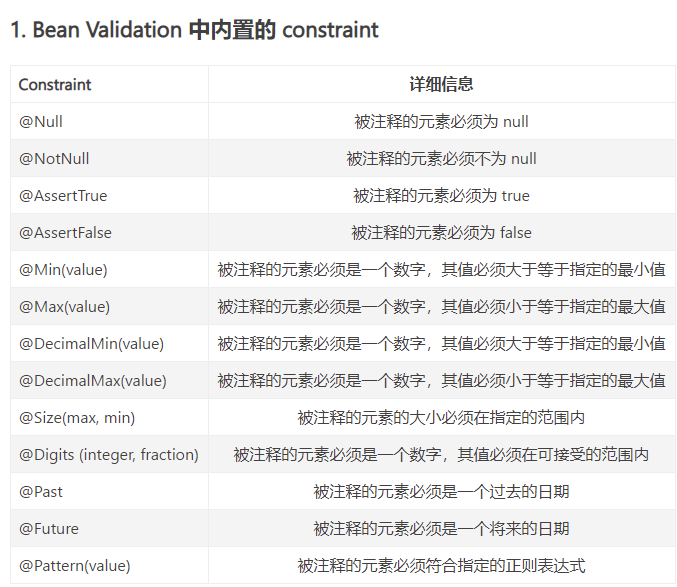 1. Bean Validation 中内置的 constraint
Constraint 详细信息
@Null 被注释的元素必须为 null
@NotNull 被注释的元素必须不为 null
@AssertTrue 被注释的元素必须为 true
@AssertFalse 被注释的元素必须为 false
@Min(value) 被注释的元素必须是一个数字，其值必须大于等于指定的最小值
@Max(value) 被注释的元素必须是一个数字，其值必须小于等于指定的最大值
@DecimalMin(value) 被注释的元素必须是一个数字，其值必须大于等于指定的最小值
@DecimalMax(value) 被注释的元素必须是一个数字，其值必须小于等于指定的最大值
@Size(max, min) 被注释的元素的大小必须在指定的范围内
@Digits (integer, fraction) 被注释的元素必须是一个数字，其值必须在可接受的范围内
@Past 被注释的元素必须是一个过去的日期
@Future 被注释的元素必须是一个将来的日期
@Pattern(value) 被注释的元素必须符合指定的正则表达式